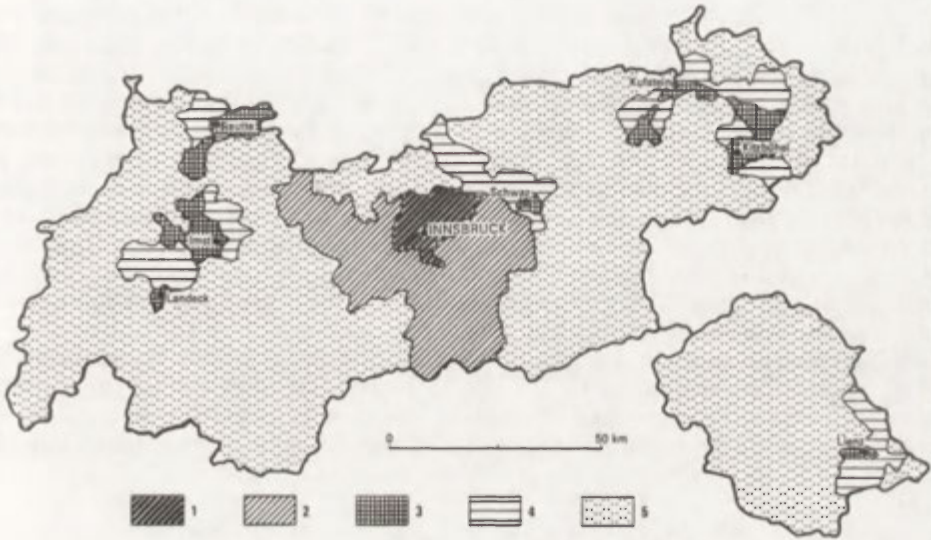 Kufstein
Reutte
Kitzbühel
Schwaz
INNSBRUCK
Imst
Landeck
0 50 km
Lienz
1 2 3 4 5